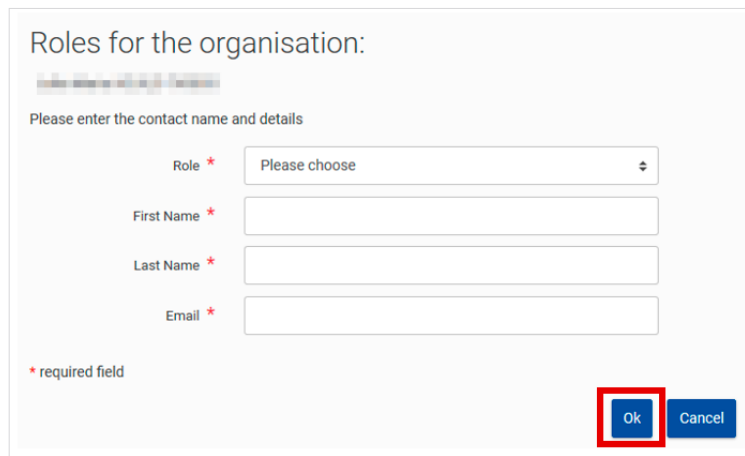 Roles for the organisation:
Please enter the contact name and details
Role * Please choose
First Name *
Last Name *
Email *
* required field
Ok Cancel